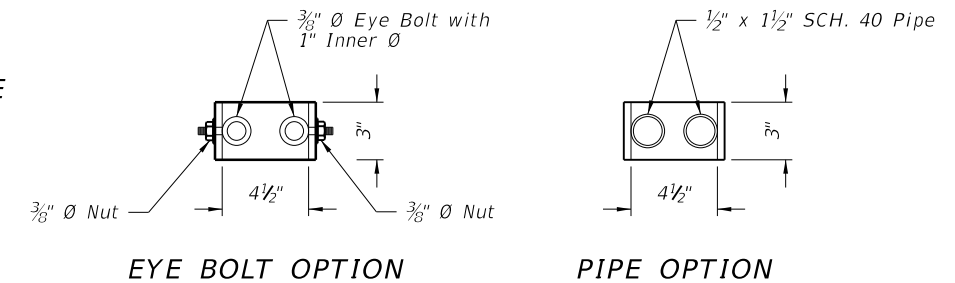 ⅜" Ø Eye Bolt with
1" Inner Ø
½" x 1½" SCH. 40 Pipe
E
3"
3"
4½"
4½"
⅜" Ø Nut
⅜" Ø Nut
EYE BOLT OPTION
PIPE OPTION